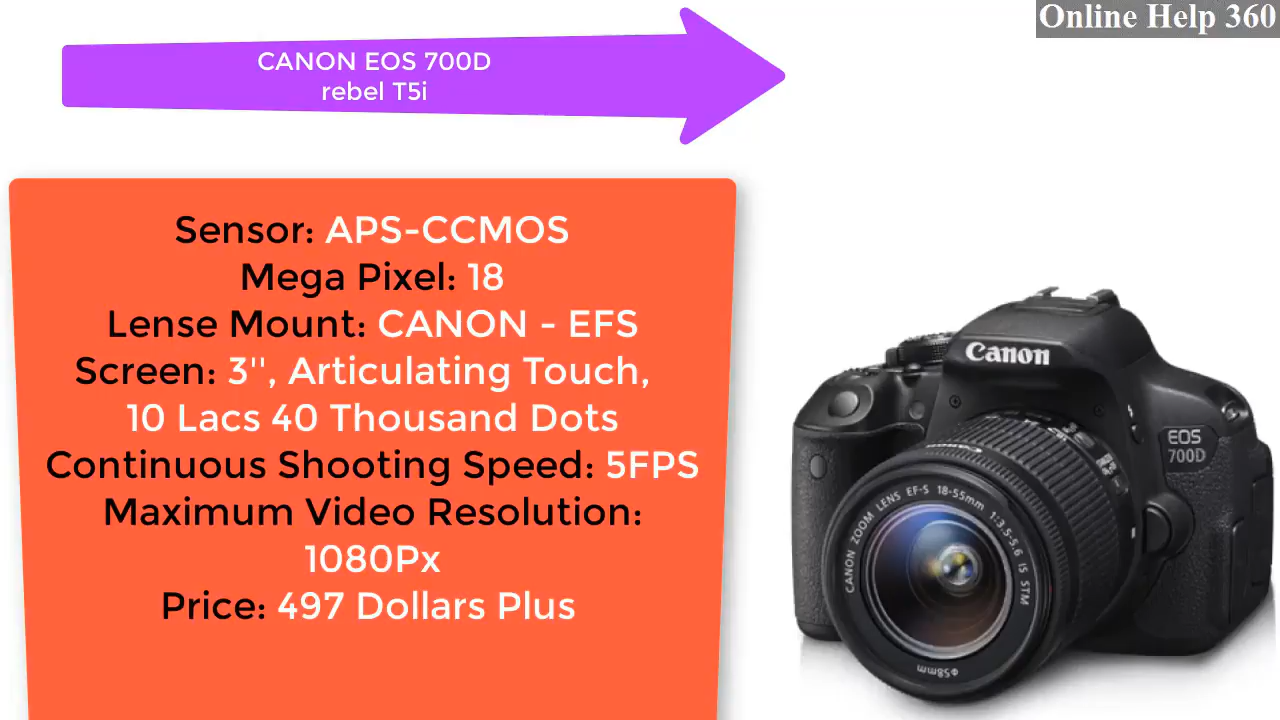 Online Help 360
CANON EOS 700D
rebel T5i
Sensor: APS-CCMOS
Mega Pixel: 18
Lense Mount: CANON - EFS
Screen: 3'', Articulating Touch,
10 Lacs 40 Thousand Dots
Continuous Shooting Speed: 5FPS
Maximum Video Resolution:
1080Px
Price: 497 Dollars Plus
Canon
EOS
700D
CANON ZOOM LENS EF-S 18-55mm 1:3.5-5.6 IS STM
ϕ58mm